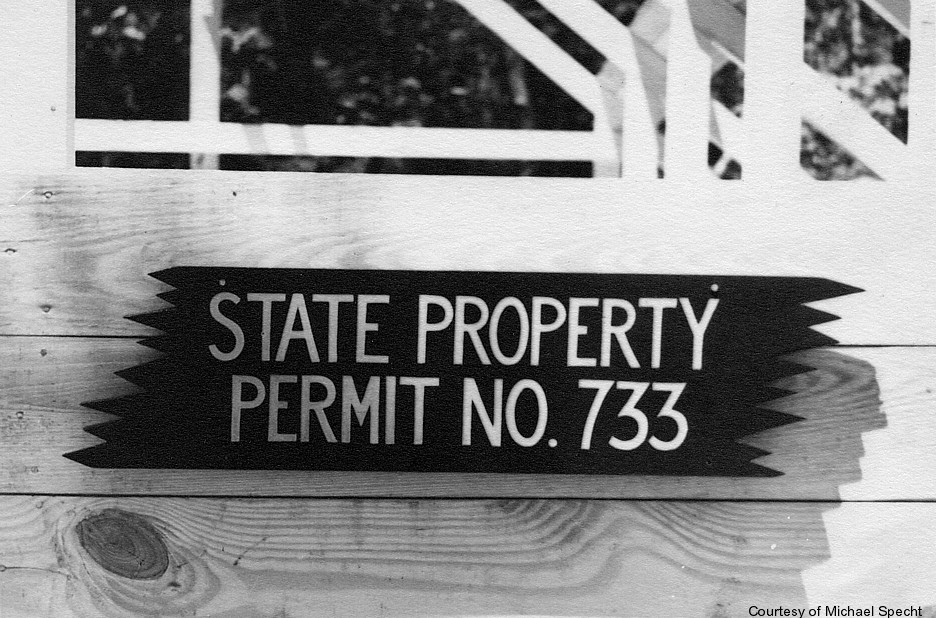 STATE PROPERTY
PERMIT NO. 733
Courtesy of Michael Specht